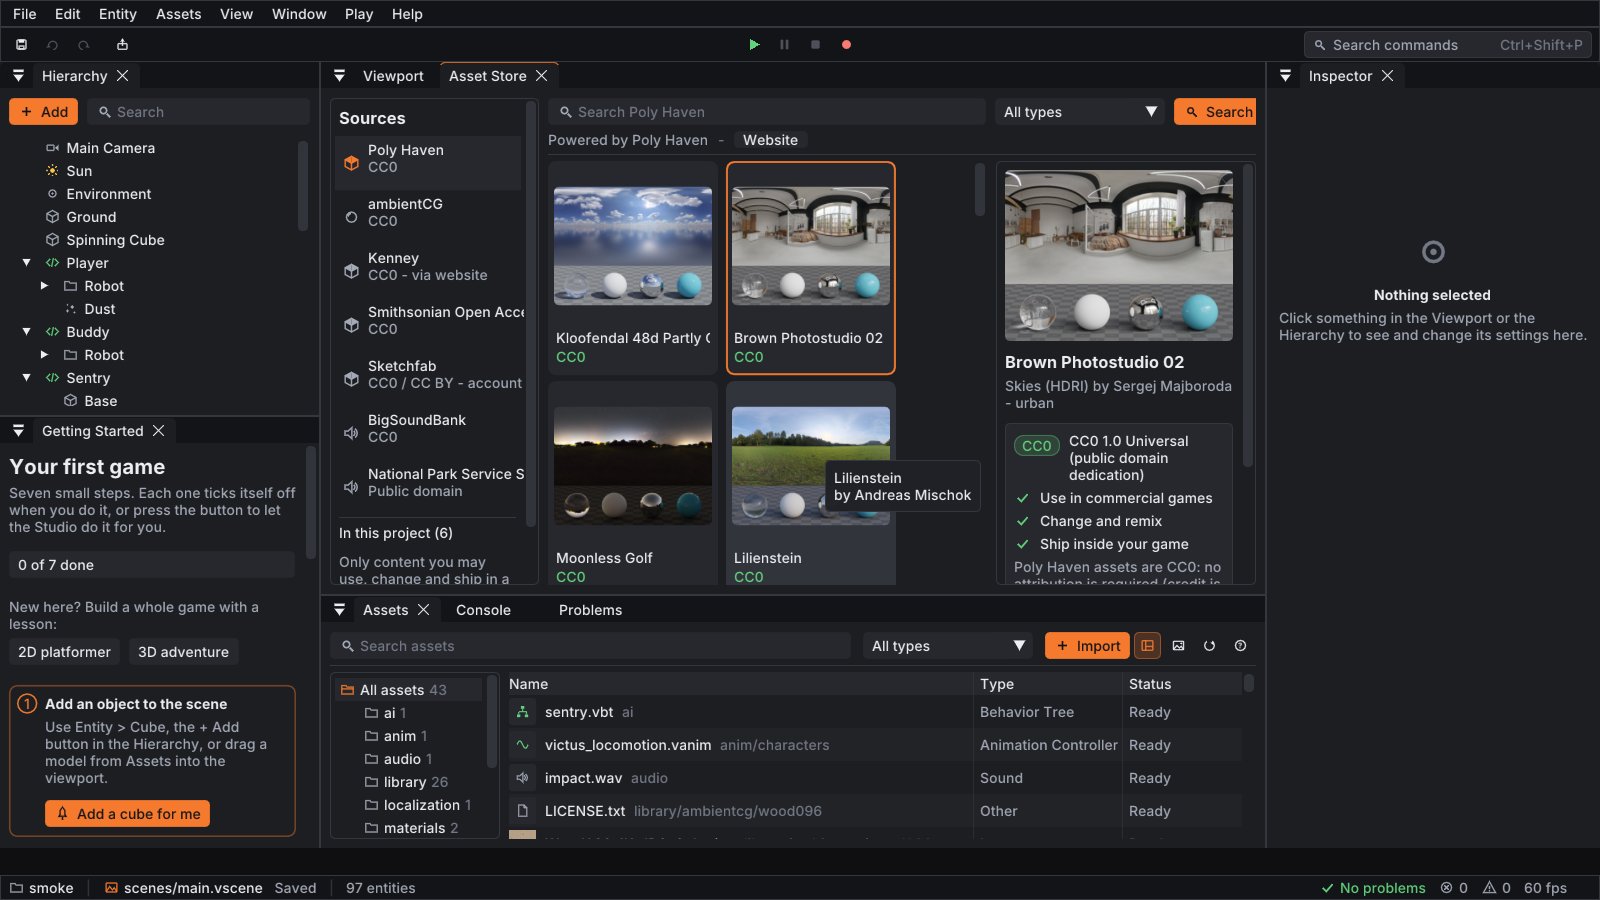 File Edit Entity Assets View Window Play Help
Search commands Ctrl+Shift+P
Hierarchy
+ Add Search
Main Camera
Sun
Environment
Ground
Spinning Cube
Player
Robot
Dust
Buddy
Robot
Sentry
Base
Getting Started
Your first game
Seven small steps. Each one ticks itself off
when you do it, or press the button to let
the Studio do it for you.
0 of 7 done
New here? Build a whole game with a
lesson:
2D platformer 3D adventure
1 Add an object to the scene
Use Entity > Cube, the + Add
button in the Hierarchy, or drag a
model from Assets into the
viewport.
Add a cube for me
Viewport Asset Store
Sources
Poly Haven
CC0
ambientCG
CC0
Kenney
CC0 - via website
Smithsonian Open Acce
CC0
Sketchfab
CC0 / CC BY - account
BigSoundBank
CC0
National Park Service S
Public domain
In this project (6)
Only content you may
use, change and ship in a
Search Poly Haven All types Search
Powered by Poly Haven - Website
Kloofendal 48d Partly C
CC0
Brown Photostudio 02
CC0
Moonless Golf
CC0
Lilienstein
CC0
Lilienstein
by Andreas Mischok
Brown Photostudio 02
Skies (HDRI) by Sergej Majboroda
- urban
CC0 CC0 1.0 Universal
(public domain
dedication)
Use in commercial games
Change and remix
Ship inside your game
Poly Haven assets are CC0: no
attribution is required (credit is
Assets Console Problems
Search assets All types + Import
All assets 43
ai 1
anim 1
audio 1
library 26
localization 1
materials 2
Name Type Status
sentry.vbt ai Behavior Tree Ready
victus_locomotion.vanim anim/characters Animation Controller Ready
impact.wav audio Sound Ready
LICENSE.txt library/ambientcg/wood096 Other Ready
Inspector
Nothing selected
Click something in the Viewport or the
Hierarchy to see and change its settings here.
smoke scenes/main.vscene Saved 97 entities
No problems 0 0 60 fps